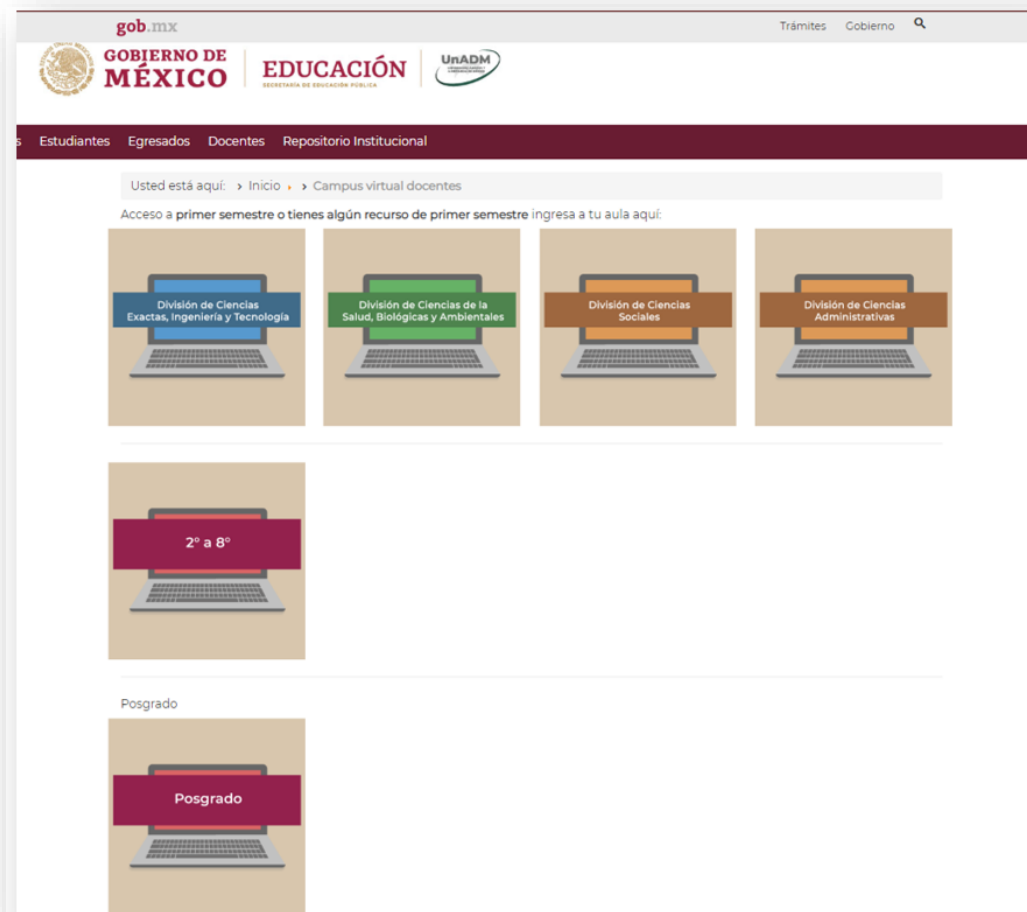 gob.mx
Trámites Gobierno
GOBIERNO DE
MÉXICO
EDUCACIÓN
SECRETARÍA DE EDUCACIÓN PÚBLICA
UnADM
s Estudiantes Egresados Docentes Repositorio Institucional
Usted está aquí: > Inicio > Campus virtual docentes
Acceso a primer semestre o tienes algún recurso de primer semestre ingresa a tu aula aquí:
División de Ciencias
Exactas, Ingeniería y Tecnología
División de Ciencias de la
Salud, Biológicas y Ambientales
División de Ciencias
Sociales
División de Ciencias
Administrativas
2° a 8°
Posgrado
Posgrado